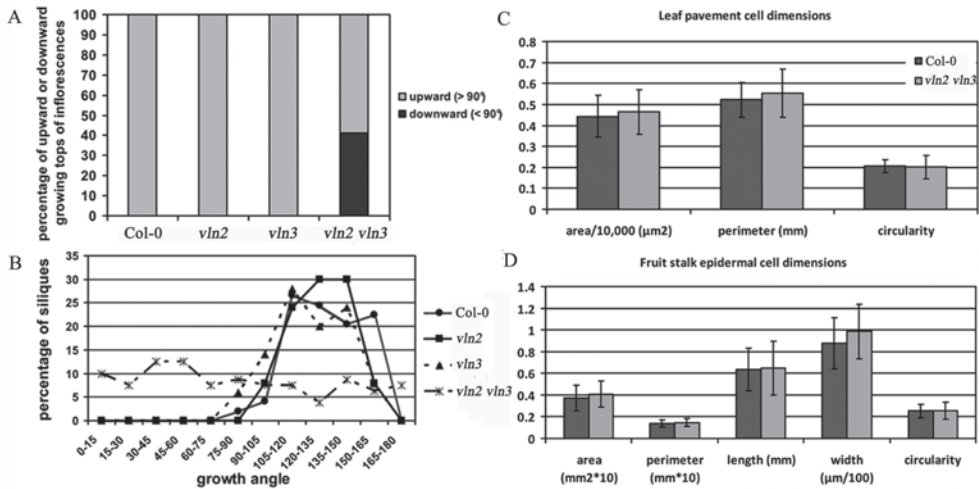 A
percentage of upward or downward
growing tops of inflorescences
100
90
80
70
60
50
40
30
20
10
0
Col-0 vln2 vln3 vln2 vln3
upward (> 90°)
downward (< 90°)
B
percentage of siliques
35
30
25
20
15
10
5
0
0-15 15-30 30-45 45-60 60-75 75-90 90-105 105-120 120-135 135-150 150-165 165-180
growth angle
Col-0
vln2
vln3
vln2 vln3
C
Leaf pavement cell dimensions
0.8
0.7
0.6
0.5
0.4
0.3
0.2
0.1
0
Col-0
vln2 vln3
area/10,000 (µm2) perimeter (mm) circularity
D
Fruit stalk epidermal cell dimensions
1.4
1.2
1
0.8
0.6
0.4
0.2
0
area perimeter length (mm) width circularity
(mm2*10) (mm*10) (µm/100)